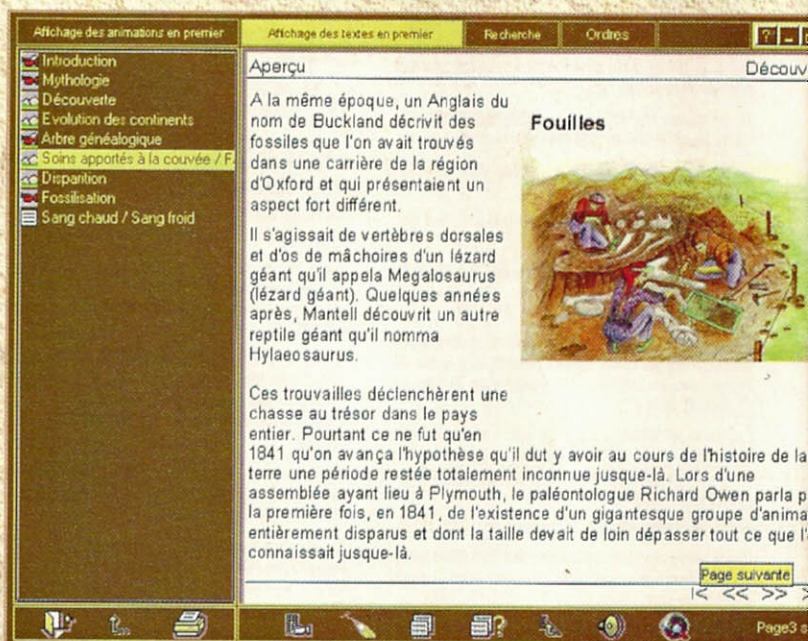 Affichage des animations en premier
Affichage des textes en premier
Recherche
Ordres
?
Introduction
Mythologie
Découverte
Evolution des continents
Arbre généalogique
Soins apportés à la couvée /
Disparition
Fossilisation
Sang chaud / Sang froid
Aperçu
Découv
A la même époque, un Anglais du
nom de Buckland décrivit des
fossiles que l'on avait trouvés
dans une carrière de la région
d'Oxford et qui présentaient un
aspect fort différent.
Il s'agissait de vertèbres dorsales
et d'os de mâchoires d'un lézard
géant qu'il appela Megalosaurus
(lézard géant). Quelques années
après, Mantell découvrit un autre
reptile géant qu'il nomma
Hylaeosaurus.
Fouilles
Ces trouvailles déclenchèrent une
chasse au trésor dans le pays
entier. Pourtant ce ne fut qu'en
1841 qu'on avança l'hypothèse qu'il dut y avoir au cours de l'histoire de la
terre une période restée totalement inconnue jusque-là. Lors d'une
assemblée ayant lieu à Plymouth, le paléontologue Richard Owen parla p
la première fois, en 1841, de l'existence d'un gigantesque groupe d'anima
entièrement disparus et dont la taille devait de loin dépasser tout ce que l'
connaissait jusque-là.
Page suivante
|< << >>
Page3